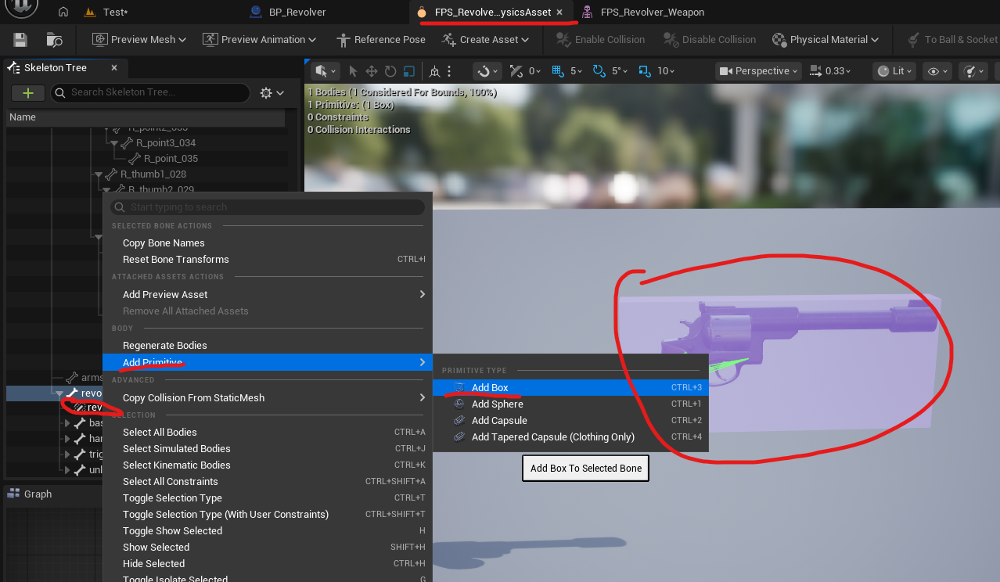 Test*
BP_Revolver
FPS_Revolve...ysicsAsset
FPS_Revolver_Weapon
Preview Mesh
Preview Animation
Reference Pose
Create Asset
Enable Collision
Disable Collision
Physical Material
To Ball & Socket
Skeleton Tree
Search Skeleton Tree...
Name
0
5
5°
10
Perspective
0.33
Lit
1 Bodies (1 Considered For Bounds, 100%)
1 Primitive: (1 Box)
0 Constraints
0 Collision Interactions
R_point2_033
R_point3_034
R_point_035
R_thumb1_028
R_thumb2_029
arms
revo
rev
bas
han
trig
unl
Start typing to search
SELECTED BONE ACTIONS
Copy Bone Names
Reset Bone Transforms CTRL+I
ATTACHED ASSETS ACTIONS
Add Preview Asset
Remove All Attached Assets
BODY
Regenerate Bodies
Add Primitive
ADVANCED
Copy Collision From StaticMesh
SELECTION
Select All Bodies CTRL+A
Select Simulated Bodies CTRL+J
Select Kinematic Bodies CTRL+K
Select All Constraints CTRL+SHIFT+A
Toggle Selection Type CTRL+T
Toggle Selection Type (With User Constraints) CTRL+SHIFT+T
Toggle Show Selected H
Show Selected SHIFT+H
Hide Selected CTRL+H
Toggle Isolate Selected G
PRIMITIVE TYPE
Add Box CTRL+3
Add Sphere CTRL+1
Add Capsule CTRL+2
Add Tapered Capsule (Clothing Only) CTRL+4
Add Box To Selected Bone
Graph